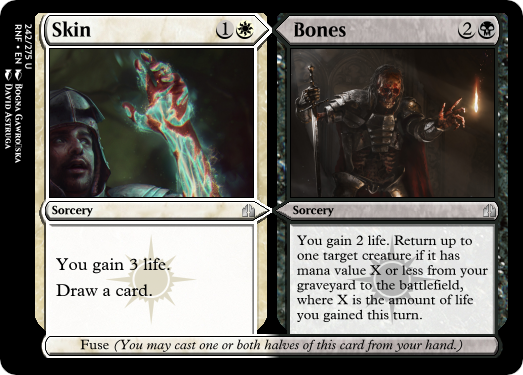 Skin
1
Sorcery
You gain 3 life.
Draw a card.
Bones
2
Sorcery
You gain 2 life. Return up to
one target creature if it has
mana value X or less from your
graveyard to the battlefield,
where X is the amount of life
you gained this turn.
Fuse (You may cast one or both halves of this card from your hand.)
242/275 U
RNF • EN Bogna Gawrońska
David Astruga